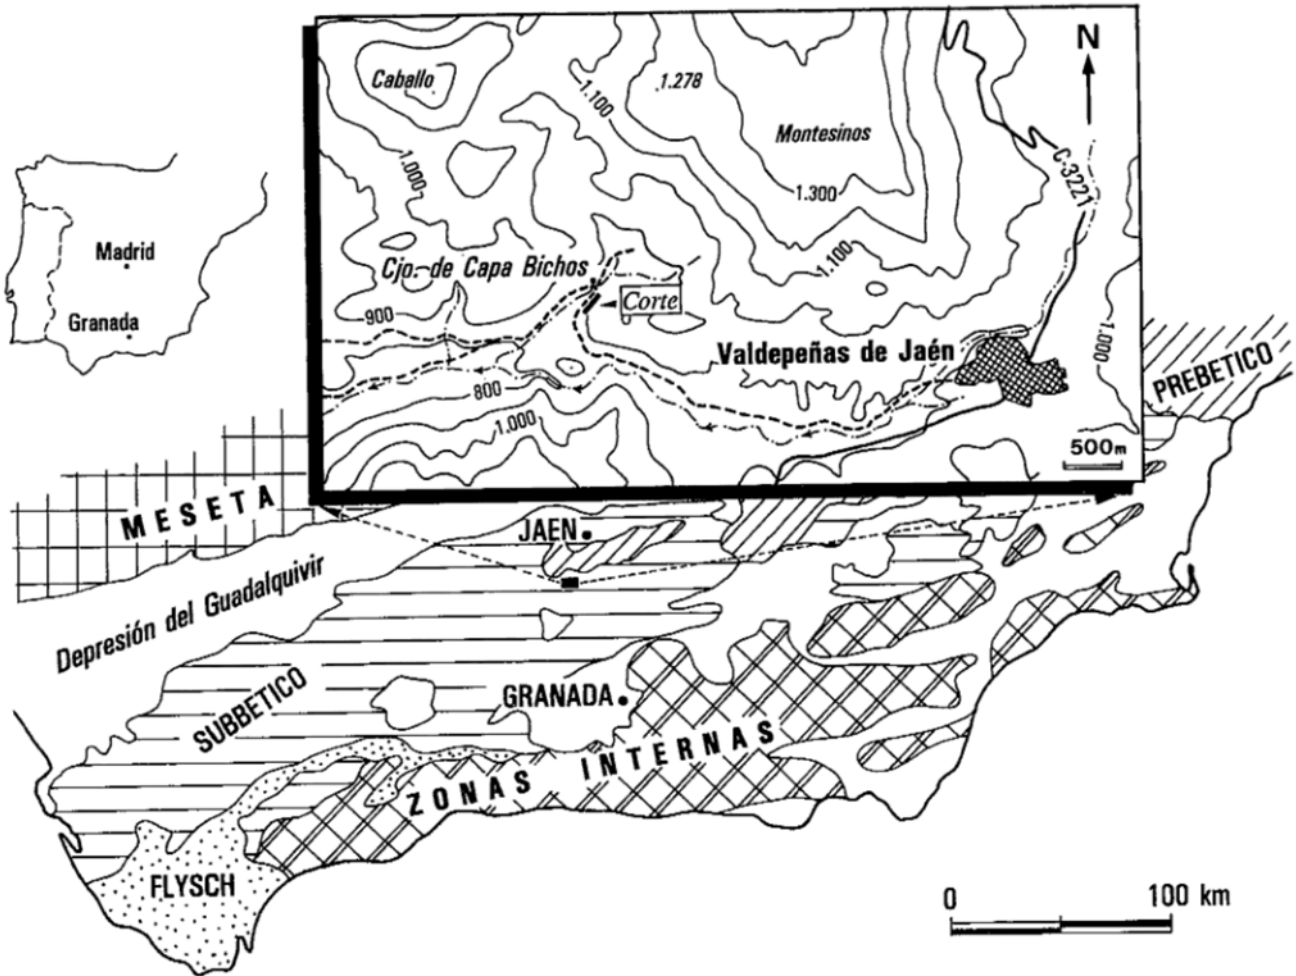 N
Caballo
1.278
1.100
Montesinos
1.000
C-3221
1.300
Madrid
1.100
Cjo. de Capa Bichos
Granada
Corte
900
Valdepeñas de Jaén
1.000
PREBETICO
800
1.000
500m
MESETA
JAEN
Depresión del Guadalquivir
GRANADA
SUBBETICO
ZONAS INTERNAS
FLYSCH
0 100 km